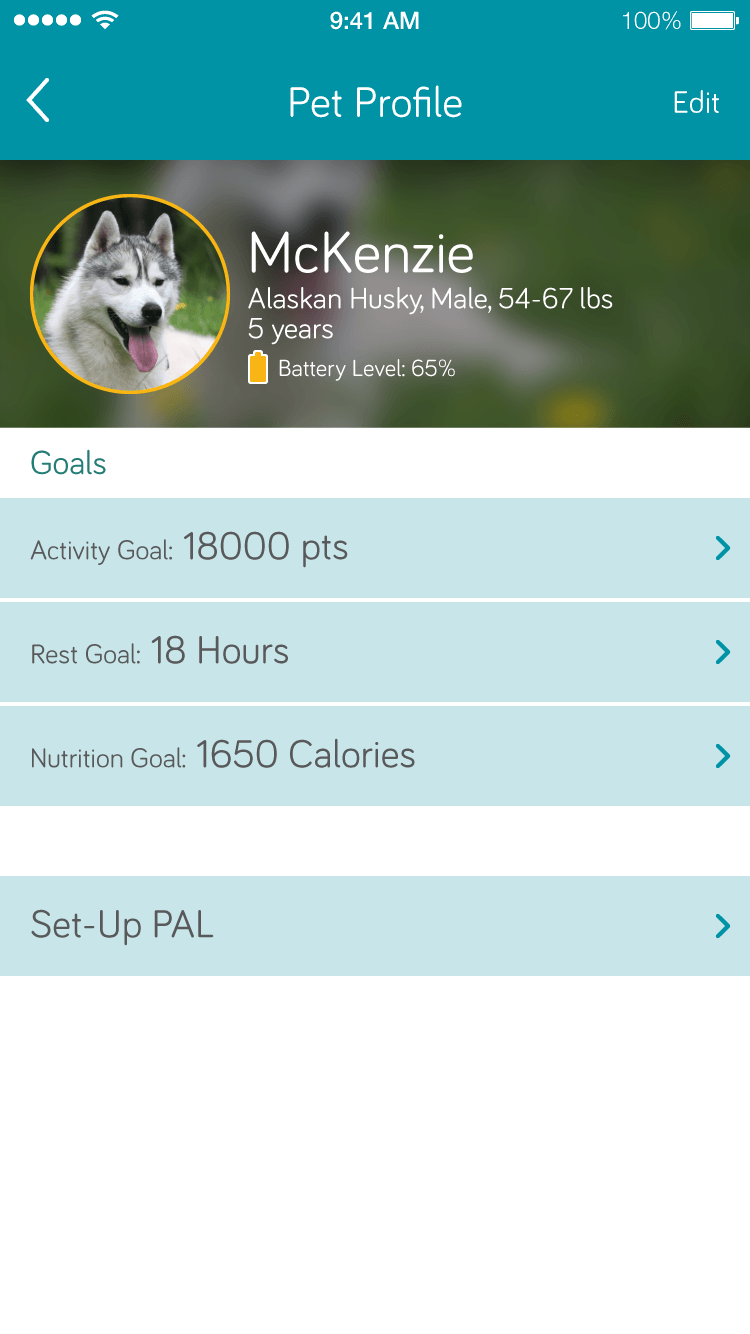 9:41 AM 100%
Pet Profile Edit
McKenzie
Alaskan Husky, Male, 54-67 lbs
5 years
Battery Level: 65%
Goals
Activity Goal: 18000 pts
Rest Goal: 18 Hours
Nutrition Goal: 1650 Calories
Set-Up PAL